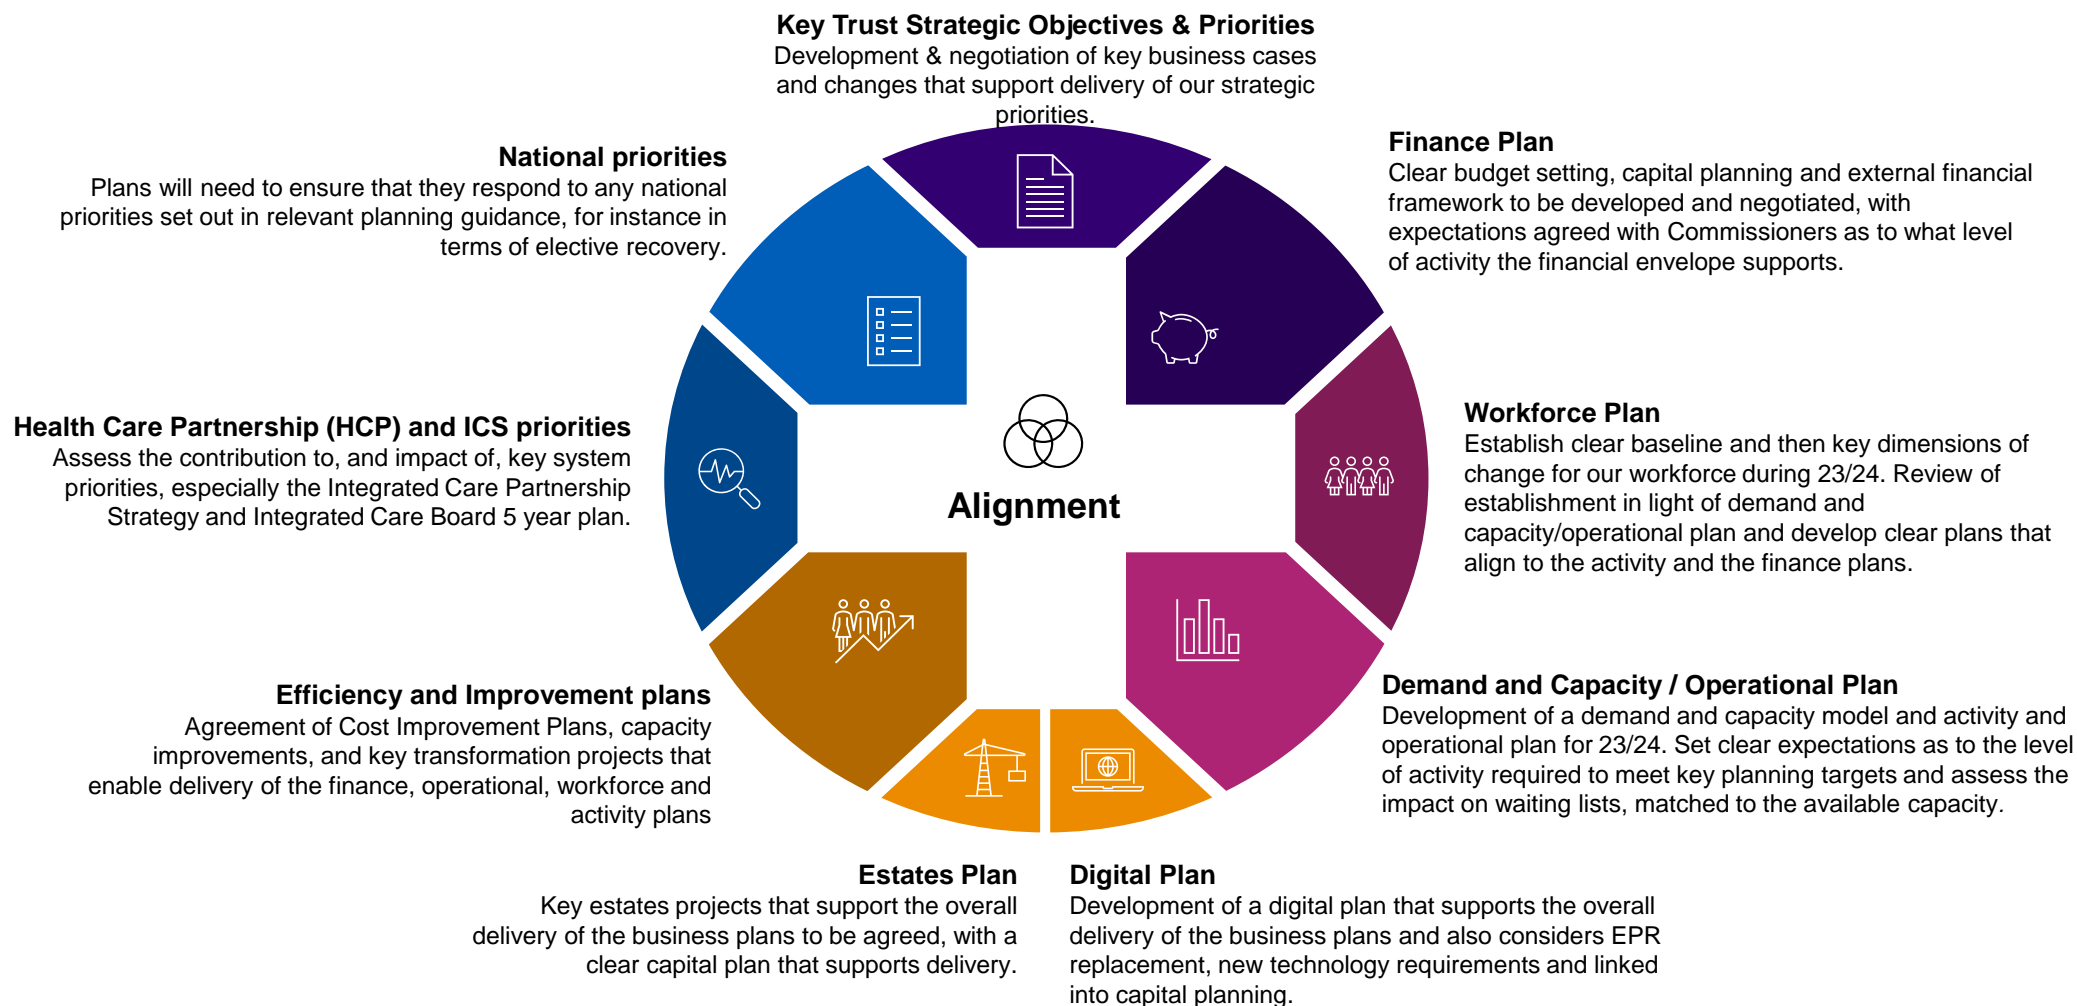 Key Trust Strategic Objectives & Priorities
Development & negotiation of key business cases
and changes that support delivery of our strategic
priorities.
National priorities
Plans will need to ensure that they respond to any national
priorities set out in relevant planning guidance, for instance in
terms of elective recovery.
Finance Plan
Clear budget setting, capital planning and external financial
framework to be developed and negotiated, with
expectations agreed with Commissioners as to what level
of activity the financial envelope supports.
Health Care Partnership (HCP) and ICS priorities
Assess the contribution to, and impact of, key system
priorities, especially the Integrated Care Partnership
Strategy and Integrated Care Board 5 year plan.
Alignment
Workforce Plan
Establish clear baseline and then key dimensions of
change for our workforce during 23/24. Review of
establishment in light of demand and
capacity/operational plan and develop clear plans that
align to the activity and the finance plans.
Efficiency and Improvement plans
Agreement of Cost Improvement Plans, capacity
improvements, and key transformation projects that
enable delivery of the finance, operational, workforce and
activity plans
Demand and Capacity / Operational Plan
Development of a demand and capacity model and activity and
operational plan for 23/24. Set clear expectations as to the level
of activity required to meet key planning targets and assess the
impact on waiting lists, matched to the available capacity.
Estates Plan
Key estates projects that support the overall
delivery of the business plans to be agreed, with a
clear capital plan that supports delivery.
Digital Plan
Development of a digital plan that supports the overall
delivery of the business plans and also considers EPR
replacement, new technology requirements and linked
into capital planning.